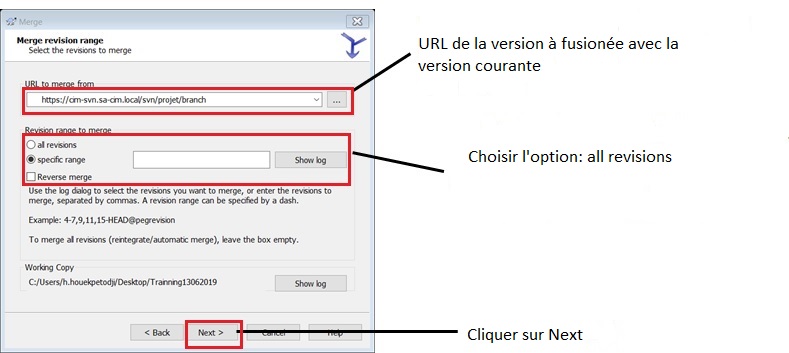 Merge
Merge revision range
Select the revisions to merge
URL de la version à fusionée avec la
version courante
URL to merge from
https://cim-svn.sa-cim.local/svn/projet/branch
...
Revision range to merge
all revisions
specific range
Show log
Reverse merge
Choisir l'option: all revisions
Use the log dialog to select the revisions you want to merge, or enter the revisions to
merge, separated by commas. A revision range can be specified by a dash.
Example: 4-7,9,11,15-HEAD@pegrevision
To merge all revisions (reintegrate/automatic merge), leave the box empty.
Working Copy
C:/Users/h.houekpetodji/Desktop/Trainning13062019
Show log
< Back
Next >
Cancel
Help
Cliquer sur Next